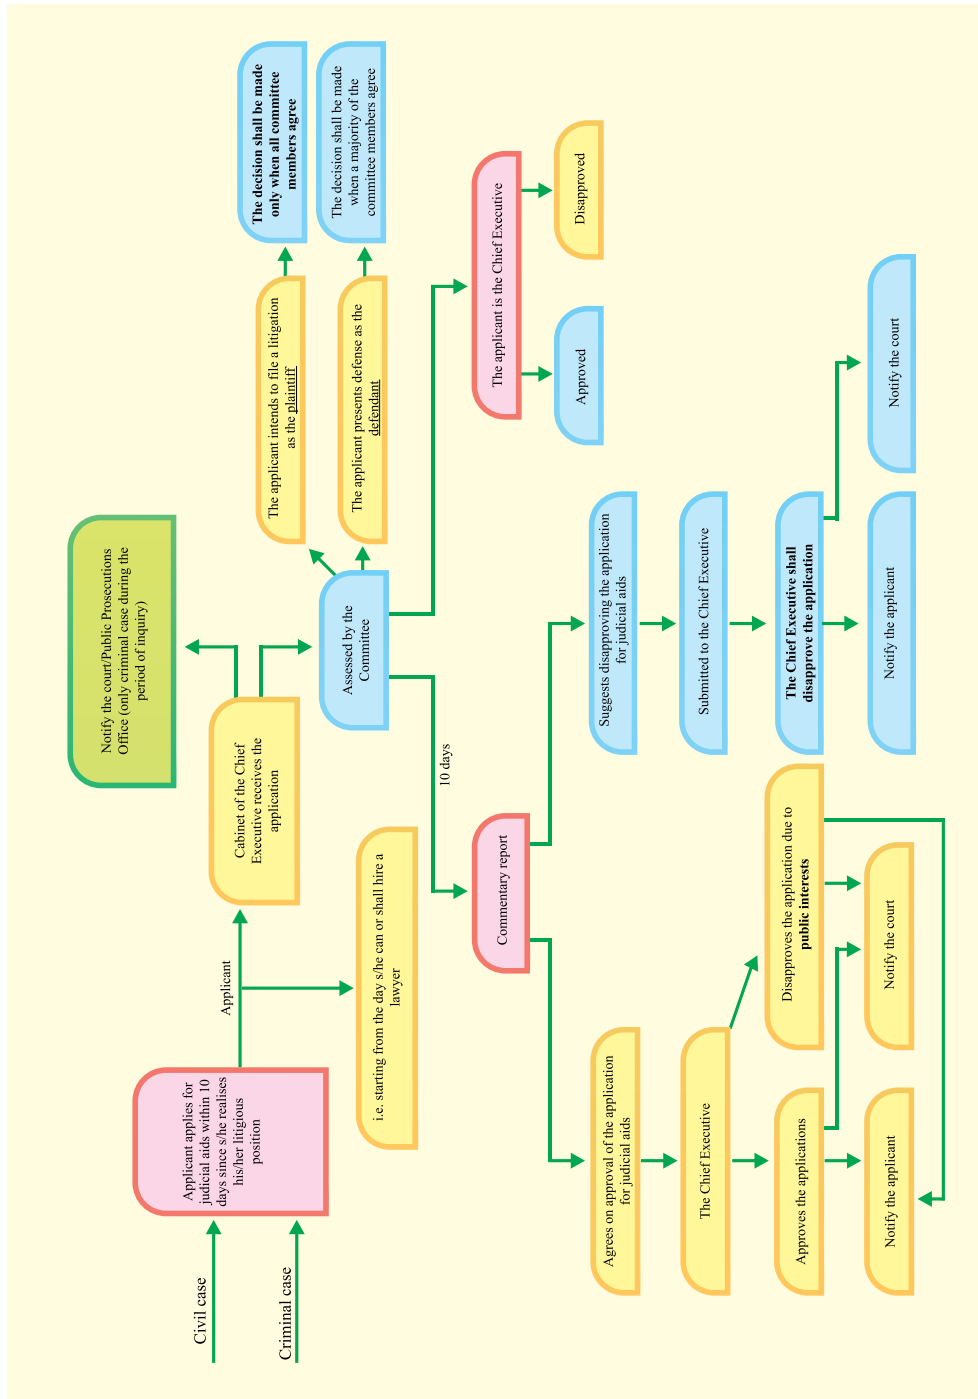 Civil case
Criminal case
Applicant applies for
judicial aids within 10
days since s/he realises
his/her litigious
position
Applicant
i.e. starting from the day s/he can or shall hire a
lawyer
Cabinet of the Chief
Executive receives the
application
Notify the court/Public Prosecutions
Office (only criminal case during the
period of inquiry)
Assessed by the
Committee
The applicant intends to file a litigation
as the plaintiff
The decision shall be made
only when all committee
members agree
The applicant presents defense as the
defendant
The decision shall be made
when a majority of the
committee members agree
10 days
Commentary report
The applicant is the Chief Executive
Approved
Disapproved
Agrees on approval of the application
for judicial aids
The Chief Executive
Approves the applications
Disapproves the application due to
public interests
Notify the applicant
Notify the court
Suggests disapproving the application
for judicial aids
Submitted to the Chief Executive
The Chief Executive shall
disapprove the application
Notify the applicant
Notify the court